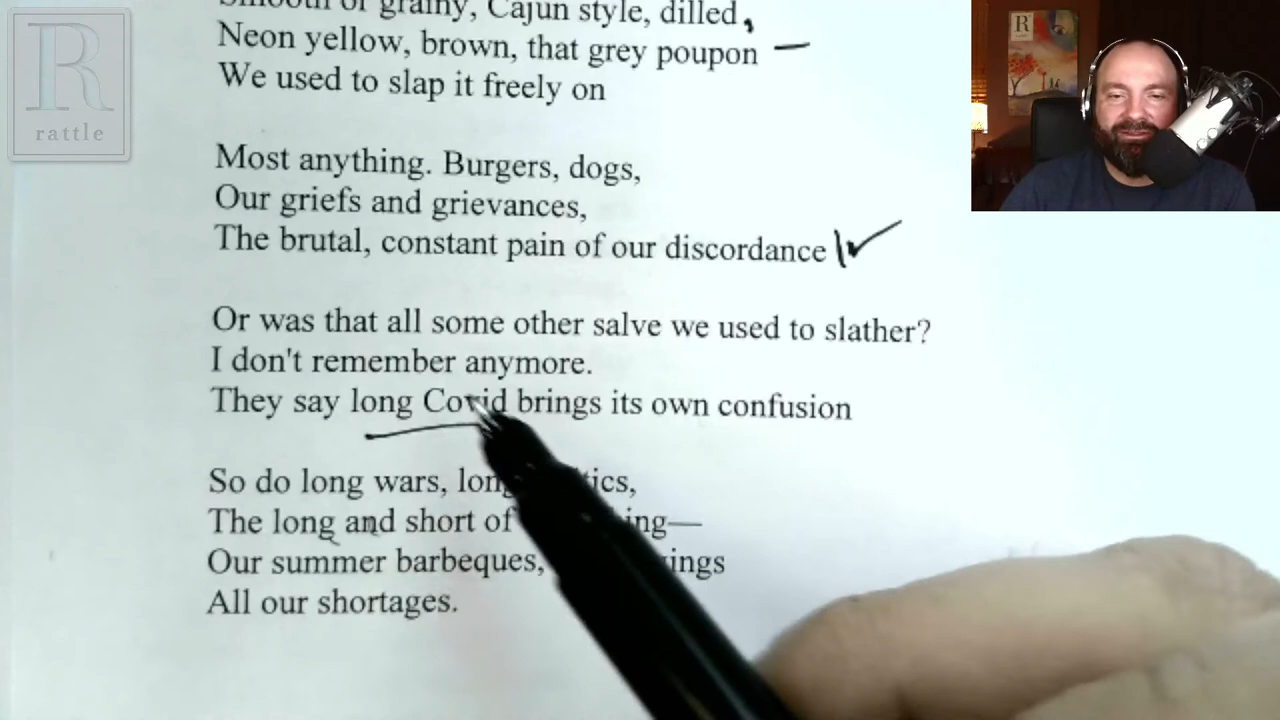 R
rattle
R
Smooth or grainy, Cajun style, dilled,
Neon yellow, brown, that grey poupon —
We used to slap it freely on
Most anything. Burgers, dogs,
Our griefs and grievances,
The brutal, constant pain of our discordance
Or was that all some other salve we used to slather?
I don't remember anymore.
They say long Covid brings its own confusion
So do long wars,
The long and short of
Our summer barbeques,
All our shortages.